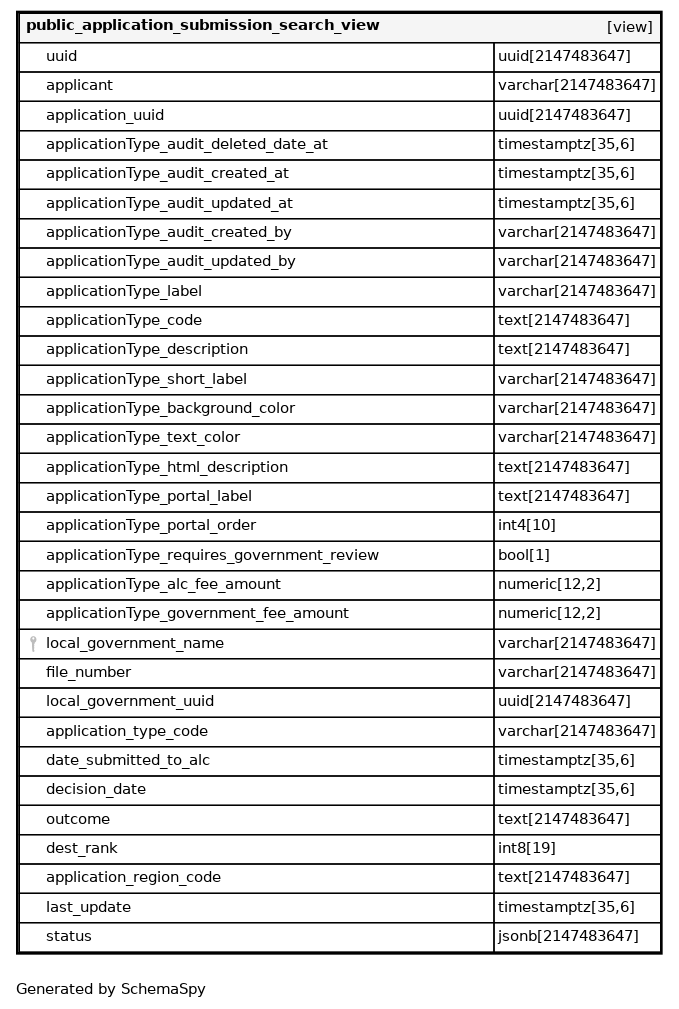 public_application_submission_search_view [view]
uuid uuid[2147483647]
applicant varchar[2147483647]
application_uuid uuid[2147483647]
applicationType_audit_deleted_date_at timestamptz[35,6]
applicationType_audit_created_at timestamptz[35,6]
applicationType_audit_updated_at timestamptz[35,6]
applicationType_audit_created_by varchar[2147483647]
applicationType_audit_updated_by varchar[2147483647]
applicationType_label varchar[2147483647]
applicationType_code text[2147483647]
applicationType_description text[2147483647]
applicationType_short_label varchar[2147483647]
applicationType_background_color varchar[2147483647]
applicationType_text_color varchar[2147483647]
applicationType_html_description text[2147483647]
applicationType_portal_label text[2147483647]
applicationType_portal_order int4[10]
applicationType_requires_government_review bool[1]
applicationType_alc_fee_amount numeric[12,2]
applicationType_government_fee_amount numeric[12,2]
local_government_name varchar[2147483647]
file_number varchar[2147483647]
local_government_uuid uuid[2147483647]
application_type_code varchar[2147483647]
date_submitted_to_alc timestamptz[35,6]
decision_date timestamptz[35,6]
outcome text[2147483647]
dest_rank int8[19]
application_region_code text[2147483647]
last_update timestamptz[35,6]
status jsonb[2147483647]
Generated by SchemaSpy